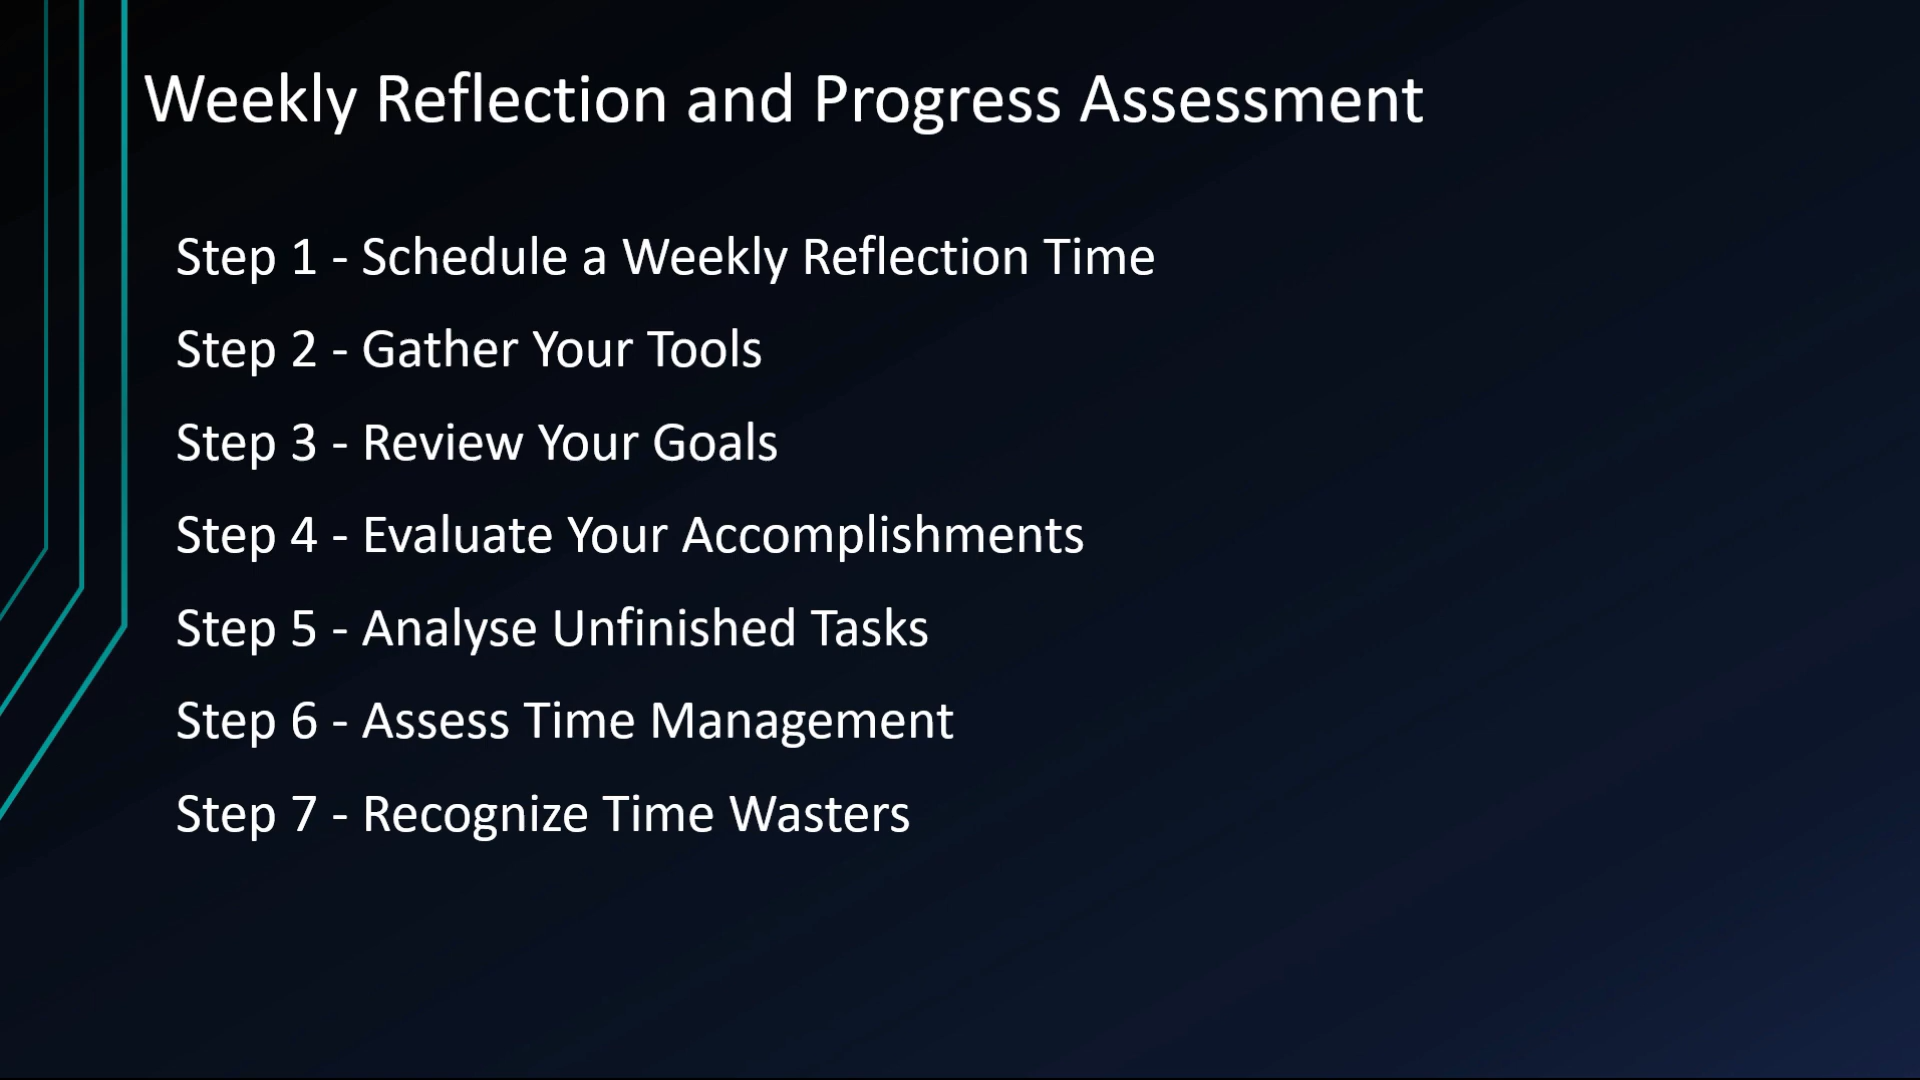 Weekly Reflection and Progress Assessment
Step 1 - Schedule a Weekly Reflection Time
Step 2 - Gather Your Tools
Step 3 - Review Your Goals
Step 4 - Evaluate Your Accomplishments
Step 5 - Analyse Unfinished Tasks
Step 6 - Assess Time Management
Step 7 - Recognize Time Wasters